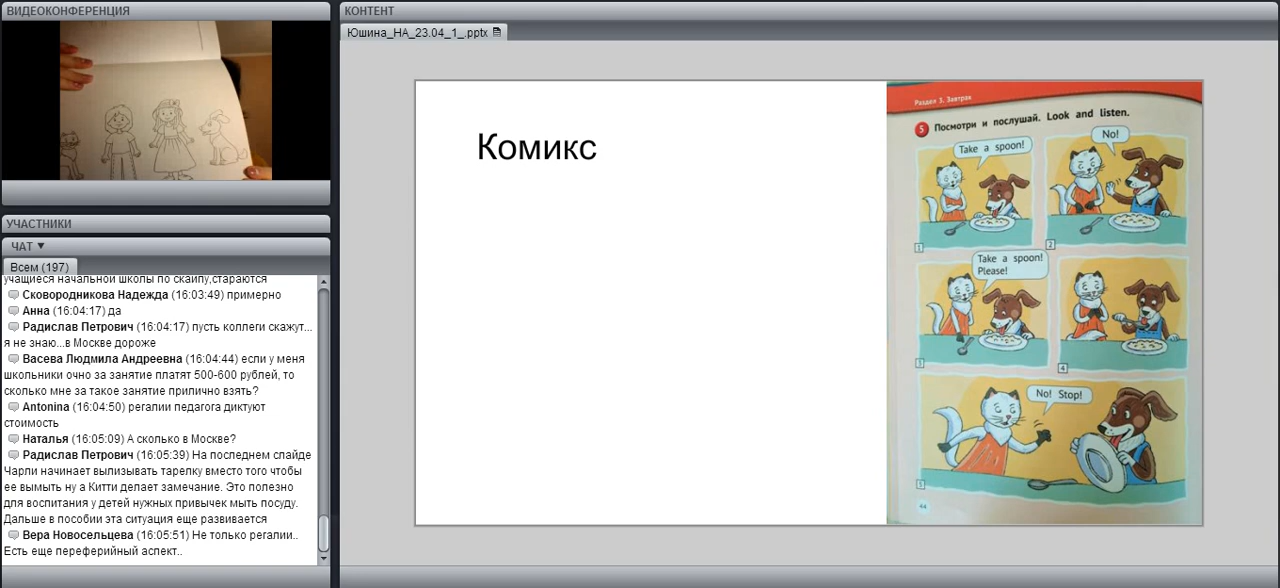 ВИДЕОКОНФЕРЕНЦИЯ
УЧАСТНИКИ
ЧАТ ▼
Всем (197)
учащиеся начальной школы по скайпу,стараются
Сковородникова Надежда (16:03:49) примерно
Анна (16:04:17) да
Радислав Петрович (16:04:17) пусть коллеги скажут...
я не знаю...в Москве дороже
Васева Людмила Андреевна (16:04:44) если у меня
школьники очно за занятие платят 500-600 рублей, то
сколько мне за такое занятие прилично взять?
Antonina (16:04:50) регалии педагога диктуют
стоимость
Наталья (16:05:09) А сколько в Москве?
Радислав Петрович (16:05:39) На последнем слайде
Чарли начинает вылизывать тарелку вместо того чтобы
ее вымыть ну а Китти делает замечание. Это полезно
для воспитания у детей нужных привычек мыть посуду.
Дальше в пособии эта ситуация еще развивается
Вера Новосельцева (16:05:51) Не только регалии..
Есть еще переферийный аспект..
КОНТЕНТ
Юшина_НА_23.04_1_.pptx
Комикс
Раздел 3. Завтрак
5 Посмотри и послушай. Look and listen.
Take a spoon!
1
No!
2
Take a spoon!
Please!
3
4
No! Stop!
5
44